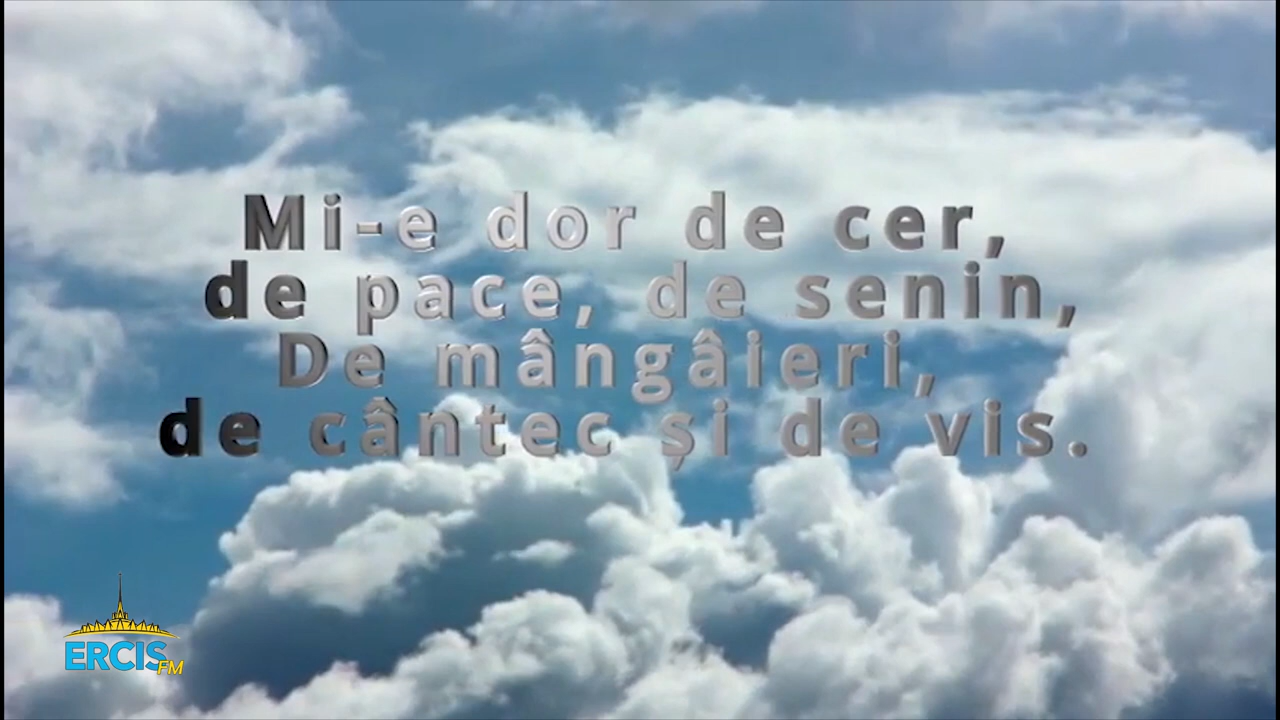 Mi-e dor de cer,
de pace, de senin,
De mângâieri,
de cântec și de vis.
ERCIS FM